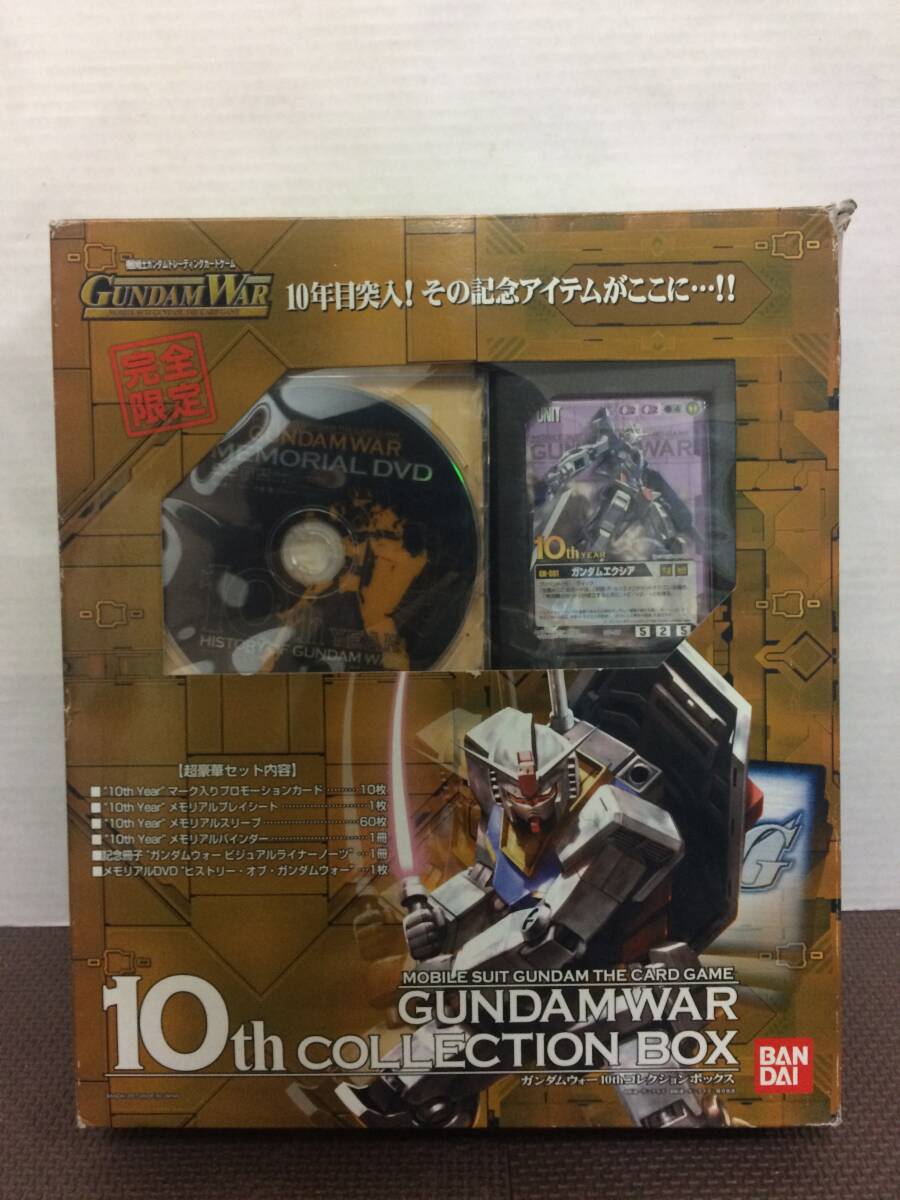 機動戦士ガンダムトレーディングカードゲーム
GUNDAM WAR
MOBILE SUIT GUNDAM THE CARD GAME
10年目突入!その記念アイテムがここに…!!
完全
限定
GUNDAM WAR
MEMORIAL DVD
HISTORY OF GUNDAM WAR
UNIT
GUNDAM WAR
10th YEAR
ガンダムエクシア
5 2 5
【超豪華セット内容】
■"10th Year"マーク入りプロモーションカード………10枚
■"10th Year"メモリアルプレイシート………………1枚
■"10th Year"メモリアルスリーブ…………………60枚
■"10th Year"メモリアルバインダー…………………1冊
■記念冊子"ガンダムウォー ビジュアルライナーノーツ"…1冊
■メモリアルDVD"ヒストリー・オブ・ガンダムウォー"…1枚
G
MOBILE SUIT GUNDAM THE CARD GAME
GUNDAM WAR
10th COLLECTION BOX
ガンダムウォー 10thコレクションボックス
BAN
DAI